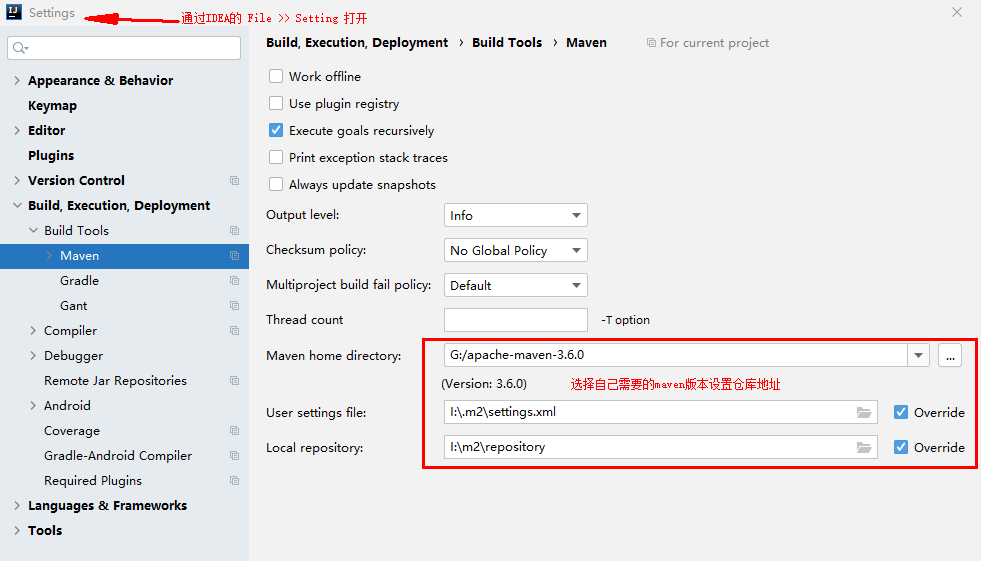 Settings
通过IDEA的 File >> Setting 打开
Build, Execution, Deployment › Build Tools › Maven
For current project
Appearance & Behavior
Keymap
Editor
Plugins
Version Control
Build, Execution, Deployment
Build Tools
Maven
Gradle
Gant
Compiler
Debugger
Remote Jar Repositories
Android
Coverage
Gradle-Android Compiler
Required Plugins
Languages & Frameworks
Tools
Work offline
Use plugin registry
Execute goals recursively
Print exception stack traces
Always update snapshots
Output level: Info
Checksum policy: No Global Policy
Multiproject build fail policy: Default
Thread count -T option
Maven home directory: G:/apache-maven-3.6.0 ...
(Version: 3.6.0) 选择自己需要的maven版本设置仓库地址
User settings file: I:\.m2\settings.xml Override
Local repository: I:\m2\repository Override